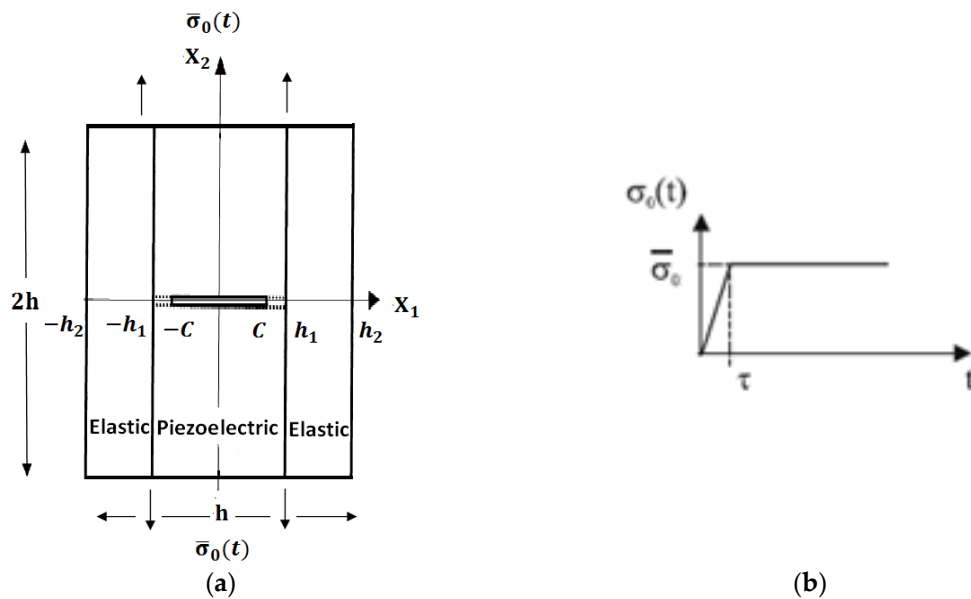 σ̄₀(t)
X₂
2h
X₁
−h₂ −h₁ −C C h₁ h₂
Elastic Piezoelectric Elastic
h
σ̄₀(t)
(a)
σ₀(t)
σ̄₀
τ
t
(b)